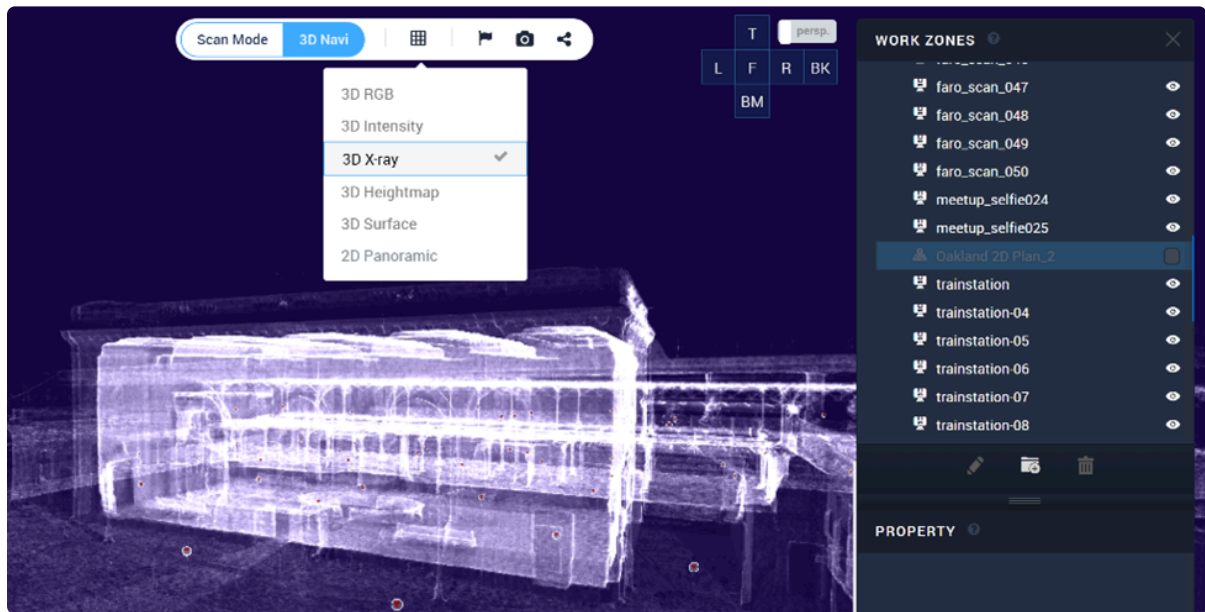 Scan Mode
3D Navi
3D RGB
3D Intensity
3D X-ray
3D Heightmap
3D Surface
2D Panoramic
T
persp.
L F R BK
BM
WORK ZONES
faro_scan_047
faro_scan_048
faro_scan_049
faro_scan_050
meetup_selfie024
meetup_selfie025
Oakland 2D Plan_2
trainstation
trainstation-04
trainstation-05
trainstation-06
trainstation-07
trainstation-08
PROPERTY